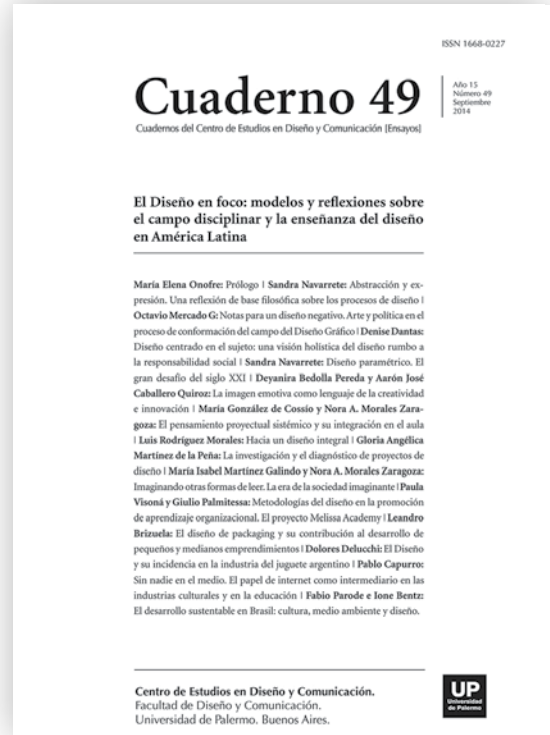 ISSN 1668-0227
Cuaderno 49
Cuadernos del Centro de Estudios en Diseño y Comunicación [Ensayos]
Año 15
Número 49
Septiembre
2014
El Diseño en foco: modelos y reflexiones sobre
el campo disciplinar y la enseñanza del diseño
en América Latina
María Elena Onofre: Prólogo | Sandra Navarrete: Abstracción y ex-
presión. Una reflexión de base filosófica sobre los procesos de diseño |
Octavio Mercado G: Notas para un diseño negativo. Arte y política en el
proceso de conformación del campo del Diseño Gráfico | Denise Dantas:
Diseño centrado en el sujeto: una visión holística del diseño rumbo a
la responsabilidad social | Sandra Navarrete: Diseño paramétrico. El
gran desafío del siglo XXI | Deyanira Bedolla Pereda y Aarón José
Caballero Quiroz: La imagen emotiva como lenguaje de la creatividad
e innovación | María González de Cossío y Nora A. Morales Zara-
goza: El pensamiento proyectual sistémico y su integración en el aula
| Luis Rodríguez Morales: Hacia un diseño integral | Gloria Angélica
Martínez de la Peña: La investigación y el diagnóstico de proyectos de
diseño | María Isabel Martínez Galindo y Nora A. Morales Zaragoza:
Imaginando otras formas de leer. La era de la sociedad imaginante | Paula
Visoná y Giulio Palmitessa: Metodologías del diseño en la promoción
de aprendizaje organizacional. El proyecto Melissa Academy | Leandro
Brizuela: El diseño de packaging y su contribución al desarrollo de
pequeños y medianos emprendimientos | Dolores Delucchi: El Diseño
y su incidencia en la industria del juguete argentino | Pablo Capurro:
Sin nadie en el medio. El papel de internet como intermediario en las
industrias culturales y en la educación | Fabio Parode e Ione Bentz:
El desarrollo sustentable en Brasil: cultura, medio ambiente y diseño.
Centro de Estudios en Diseño y Comunicación.
Facultad de Diseño y Comunicación.
Universidad de Palermo. Buenos Aires.
UP
Universidad
de Palermo